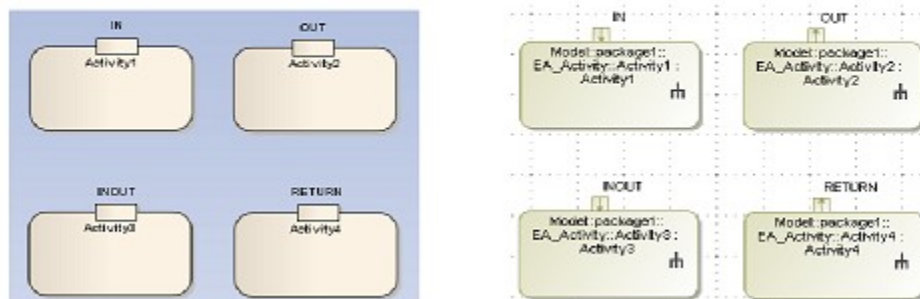 IN
OUT
Activity1
Activity2
INOUT
RETURN
Activity3
Activity4
IN
OUT
Model::package1::
EA_Activity::Activity1 :
Activity1
Model::package1::
EA_Activity::Activity2 :
Activity2
INOUT
RETURN
Model::package1::
EA_Activity::Activity3 :
Activity3
Model::package1::
EA_Activity::Activity4 :
Activity4